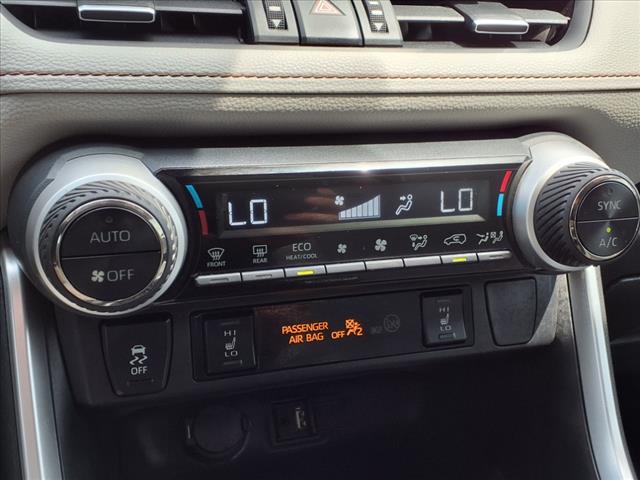 LO
LO
AUTO
OFF
SYNC
A/C
FRONT
REAR
ECO
HEAT/COOL
HI
LO
PASSENGER
AIR BAG OFF 2
HI
LO
OFF